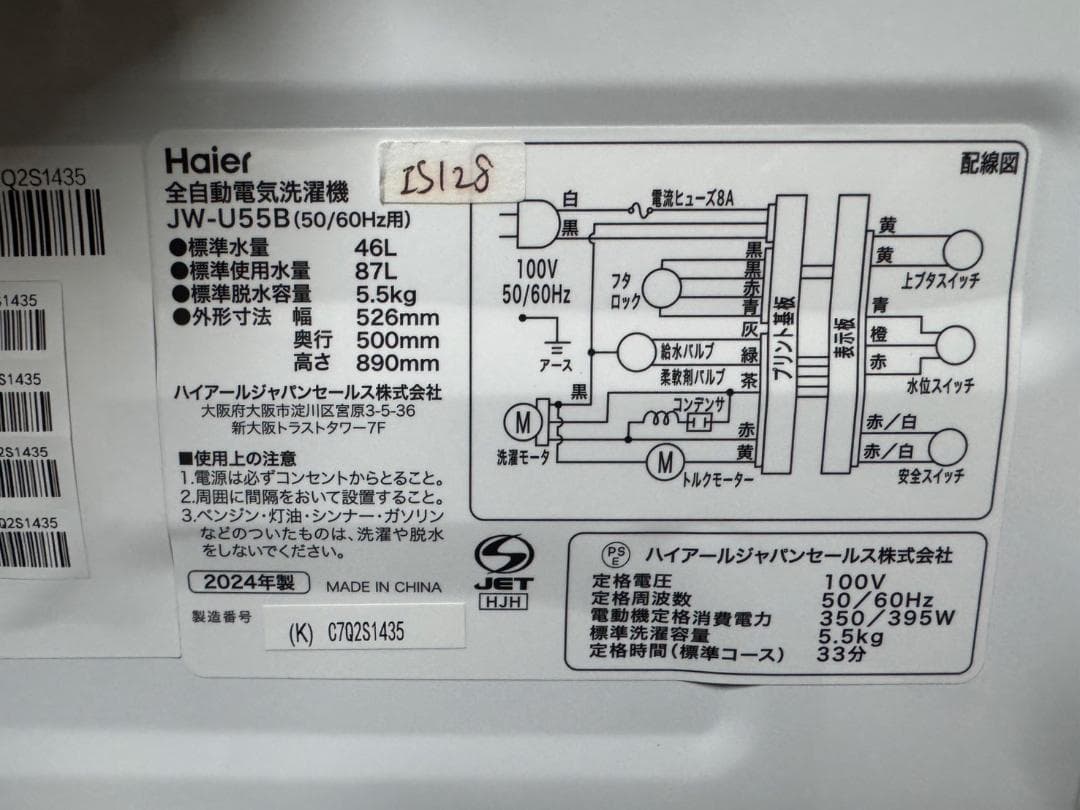 Q2S1435
S1435
S1435
2S1435
Q2S1435
Haier
IS128
全自動電気洗濯機
JW-U55B(50/60Hz用)
●標準水量 46L
●標準使用水量 87L
●標準脱水容量 5.5kg
●外形寸法 幅 526mm
奥行 500mm
高さ 890mm
ハイアールジャパンセールス株式会社
大阪府大阪市淀川区宮原3-5-36
新大阪トラストタワー7F
■使用上の注意
1.電源は必ずコンセントからとること。
2.周囲に間隔をおいて設置すること。
3.ベンジン・灯油・シンナー・ガソリン
などのついたものは、洗濯や脱水
をしないでください。
2024年製 MADE IN CHINA
製造番号 (K) C7Q2S1435
配線図
白 電流ヒューズ8A
黒
100V
50/60Hz
アース
フタ
ロック
黒
黒
赤
青
灰
給水バルブ 緑
柔軟剤バルブ 茶
黒
コンデンサ
M
洗濯モータ
赤
黄
M
トルクモーター
プリント基板
表示板
黄
黄
上ブタスイッチ
青
橙
赤
水位スイッチ
赤/白
赤/白
安全スイッチ
S
JET
HJH
PS
E
ハイアールジャパンセールス株式会社
定格電圧 100V
定格周波数 50/60Hz
電動機定格消費電力 350/395W
標準洗濯容量 5.5kg
定格時間(標準コース) 33分